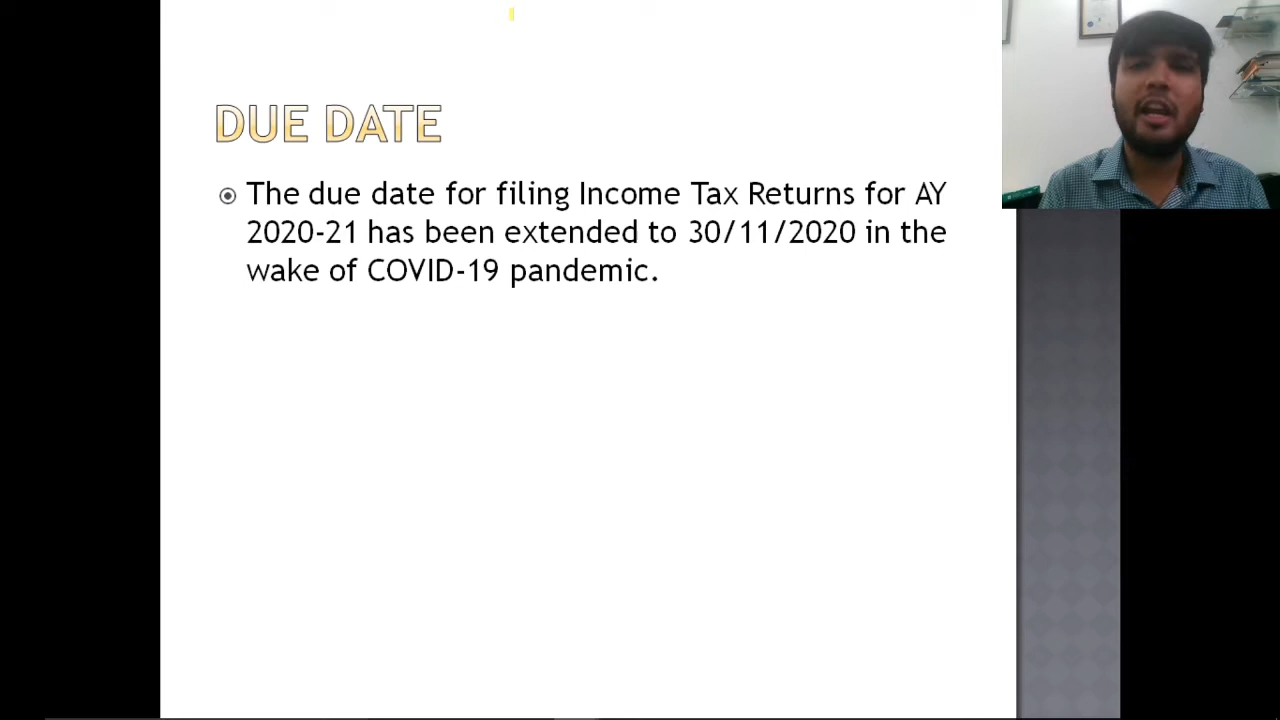 DUE DATE
The due date for filing Income Tax Returns for AY
2020-21 has been extended to 30/11/2020 in the
wake of COVID-19 pandemic.